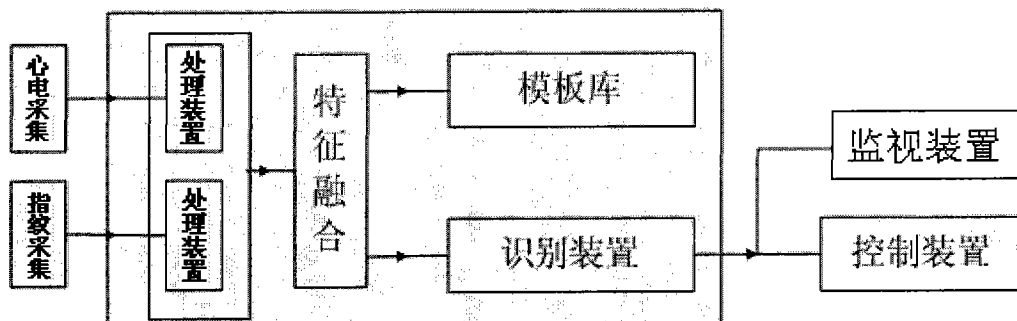 心电采集
处理装置
特征融合
模板库
监视装置
指纹采集
处理装置
识别装置
控制装置